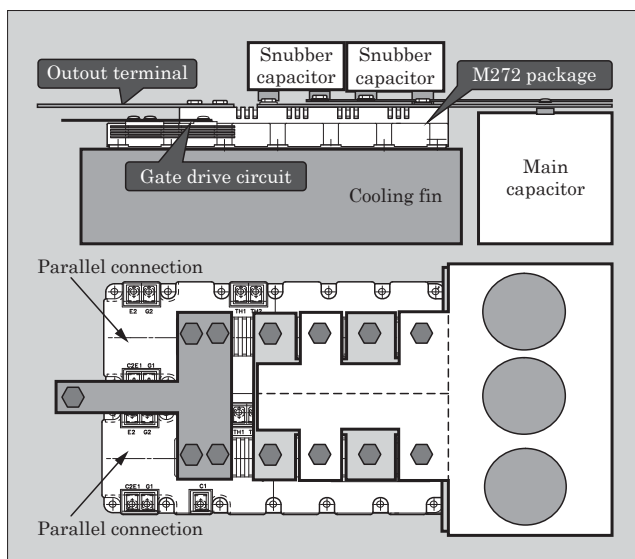 Snubber
capacitor
Snubber
capacitor
Outout terminal
M272 package
Gate drive circuit
Cooling fin
Main
capacitor
Parallel connection
E2 G2
TH1 TH2
C2E1 G1
E2 G2
TH1
C2E1 G1
C1
Parallel connection